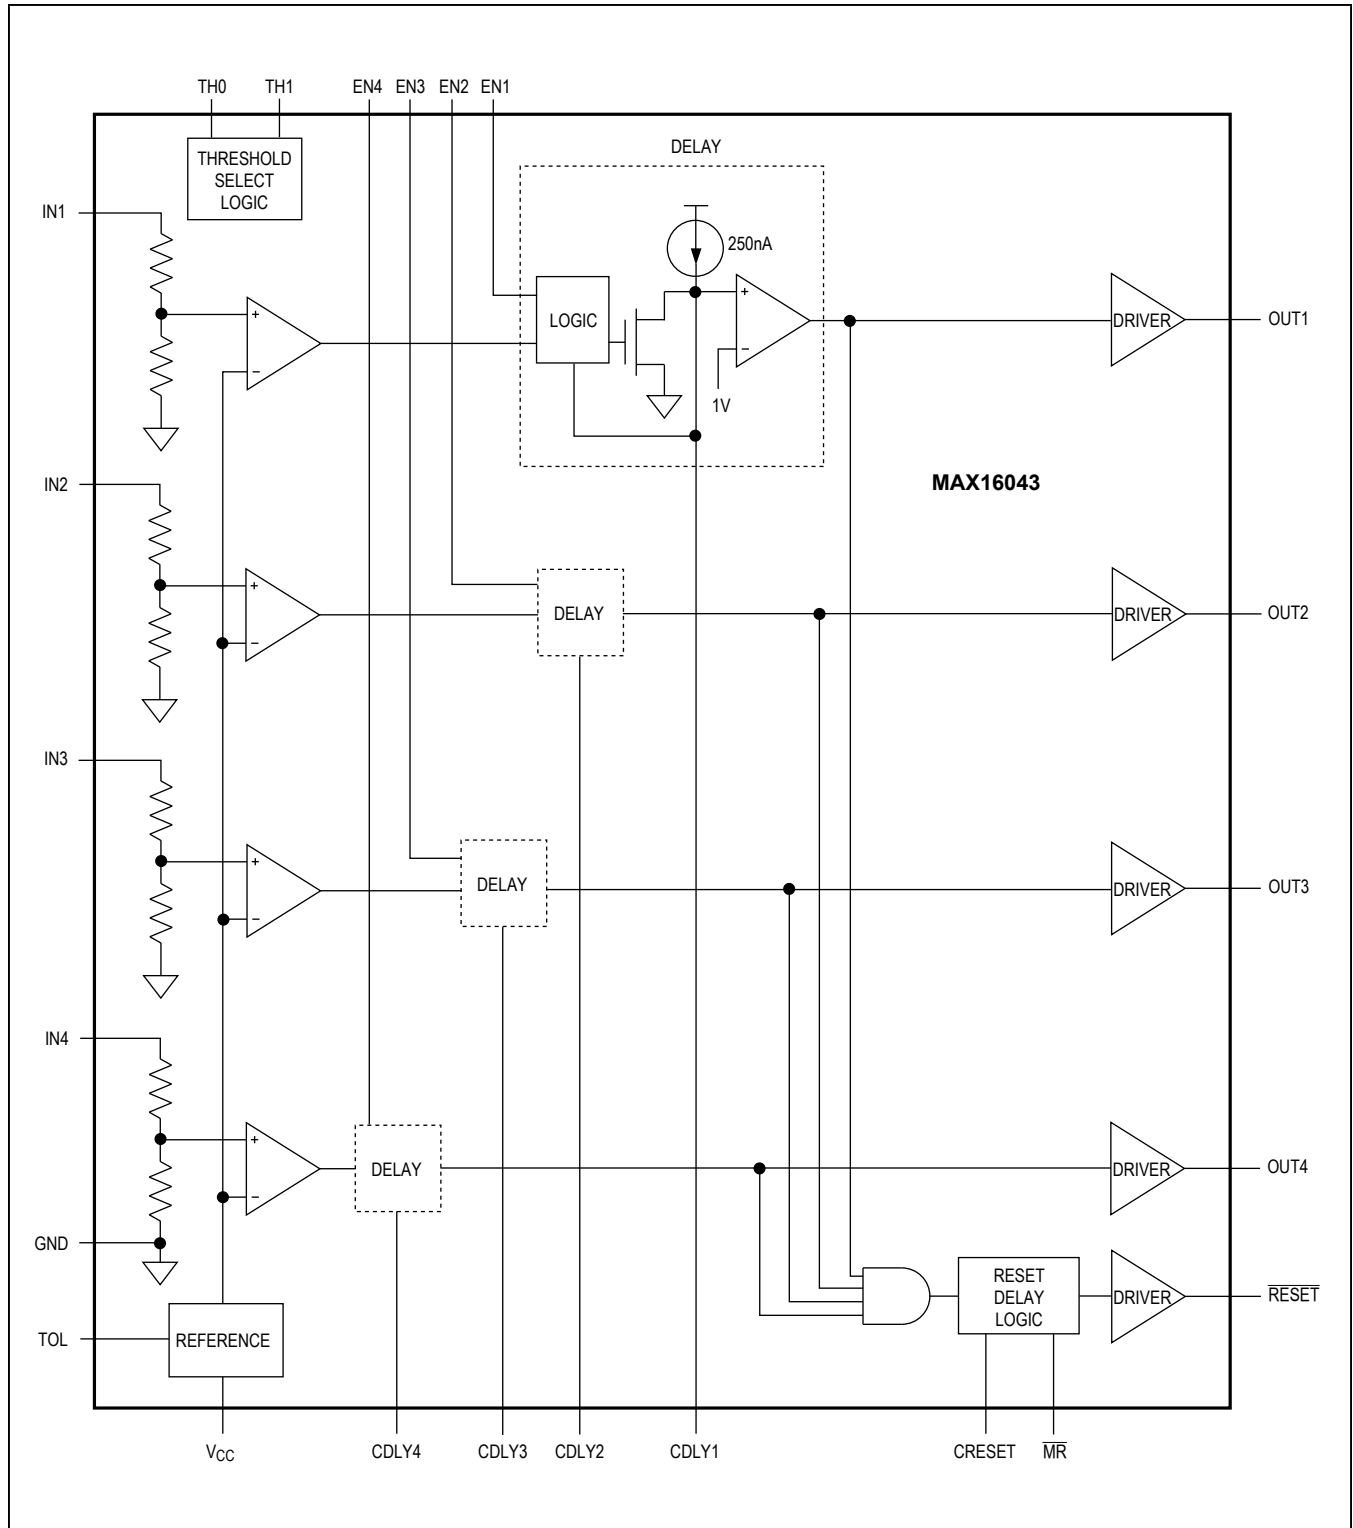 TH0 TH1 EN4 EN3 EN2 EN1
DELAY
THRESHOLD
SELECT
LOGIC
IN1
250nA
+
+
LOGIC
DRIVER
OUT1
−
−
1V
IN2
MAX16043
+
DELAY
DRIVER
OUT2
−
IN3
+
DELAY
DRIVER
OUT3
−
IN4
+
DELAY
DRIVER
OUT4
−
GND
RESET
DELAY
LOGIC
DRIVER
RESET
TOL
REFERENCE
VCC CDLY4 CDLY3 CDLY2 CDLY1 CRESET MR